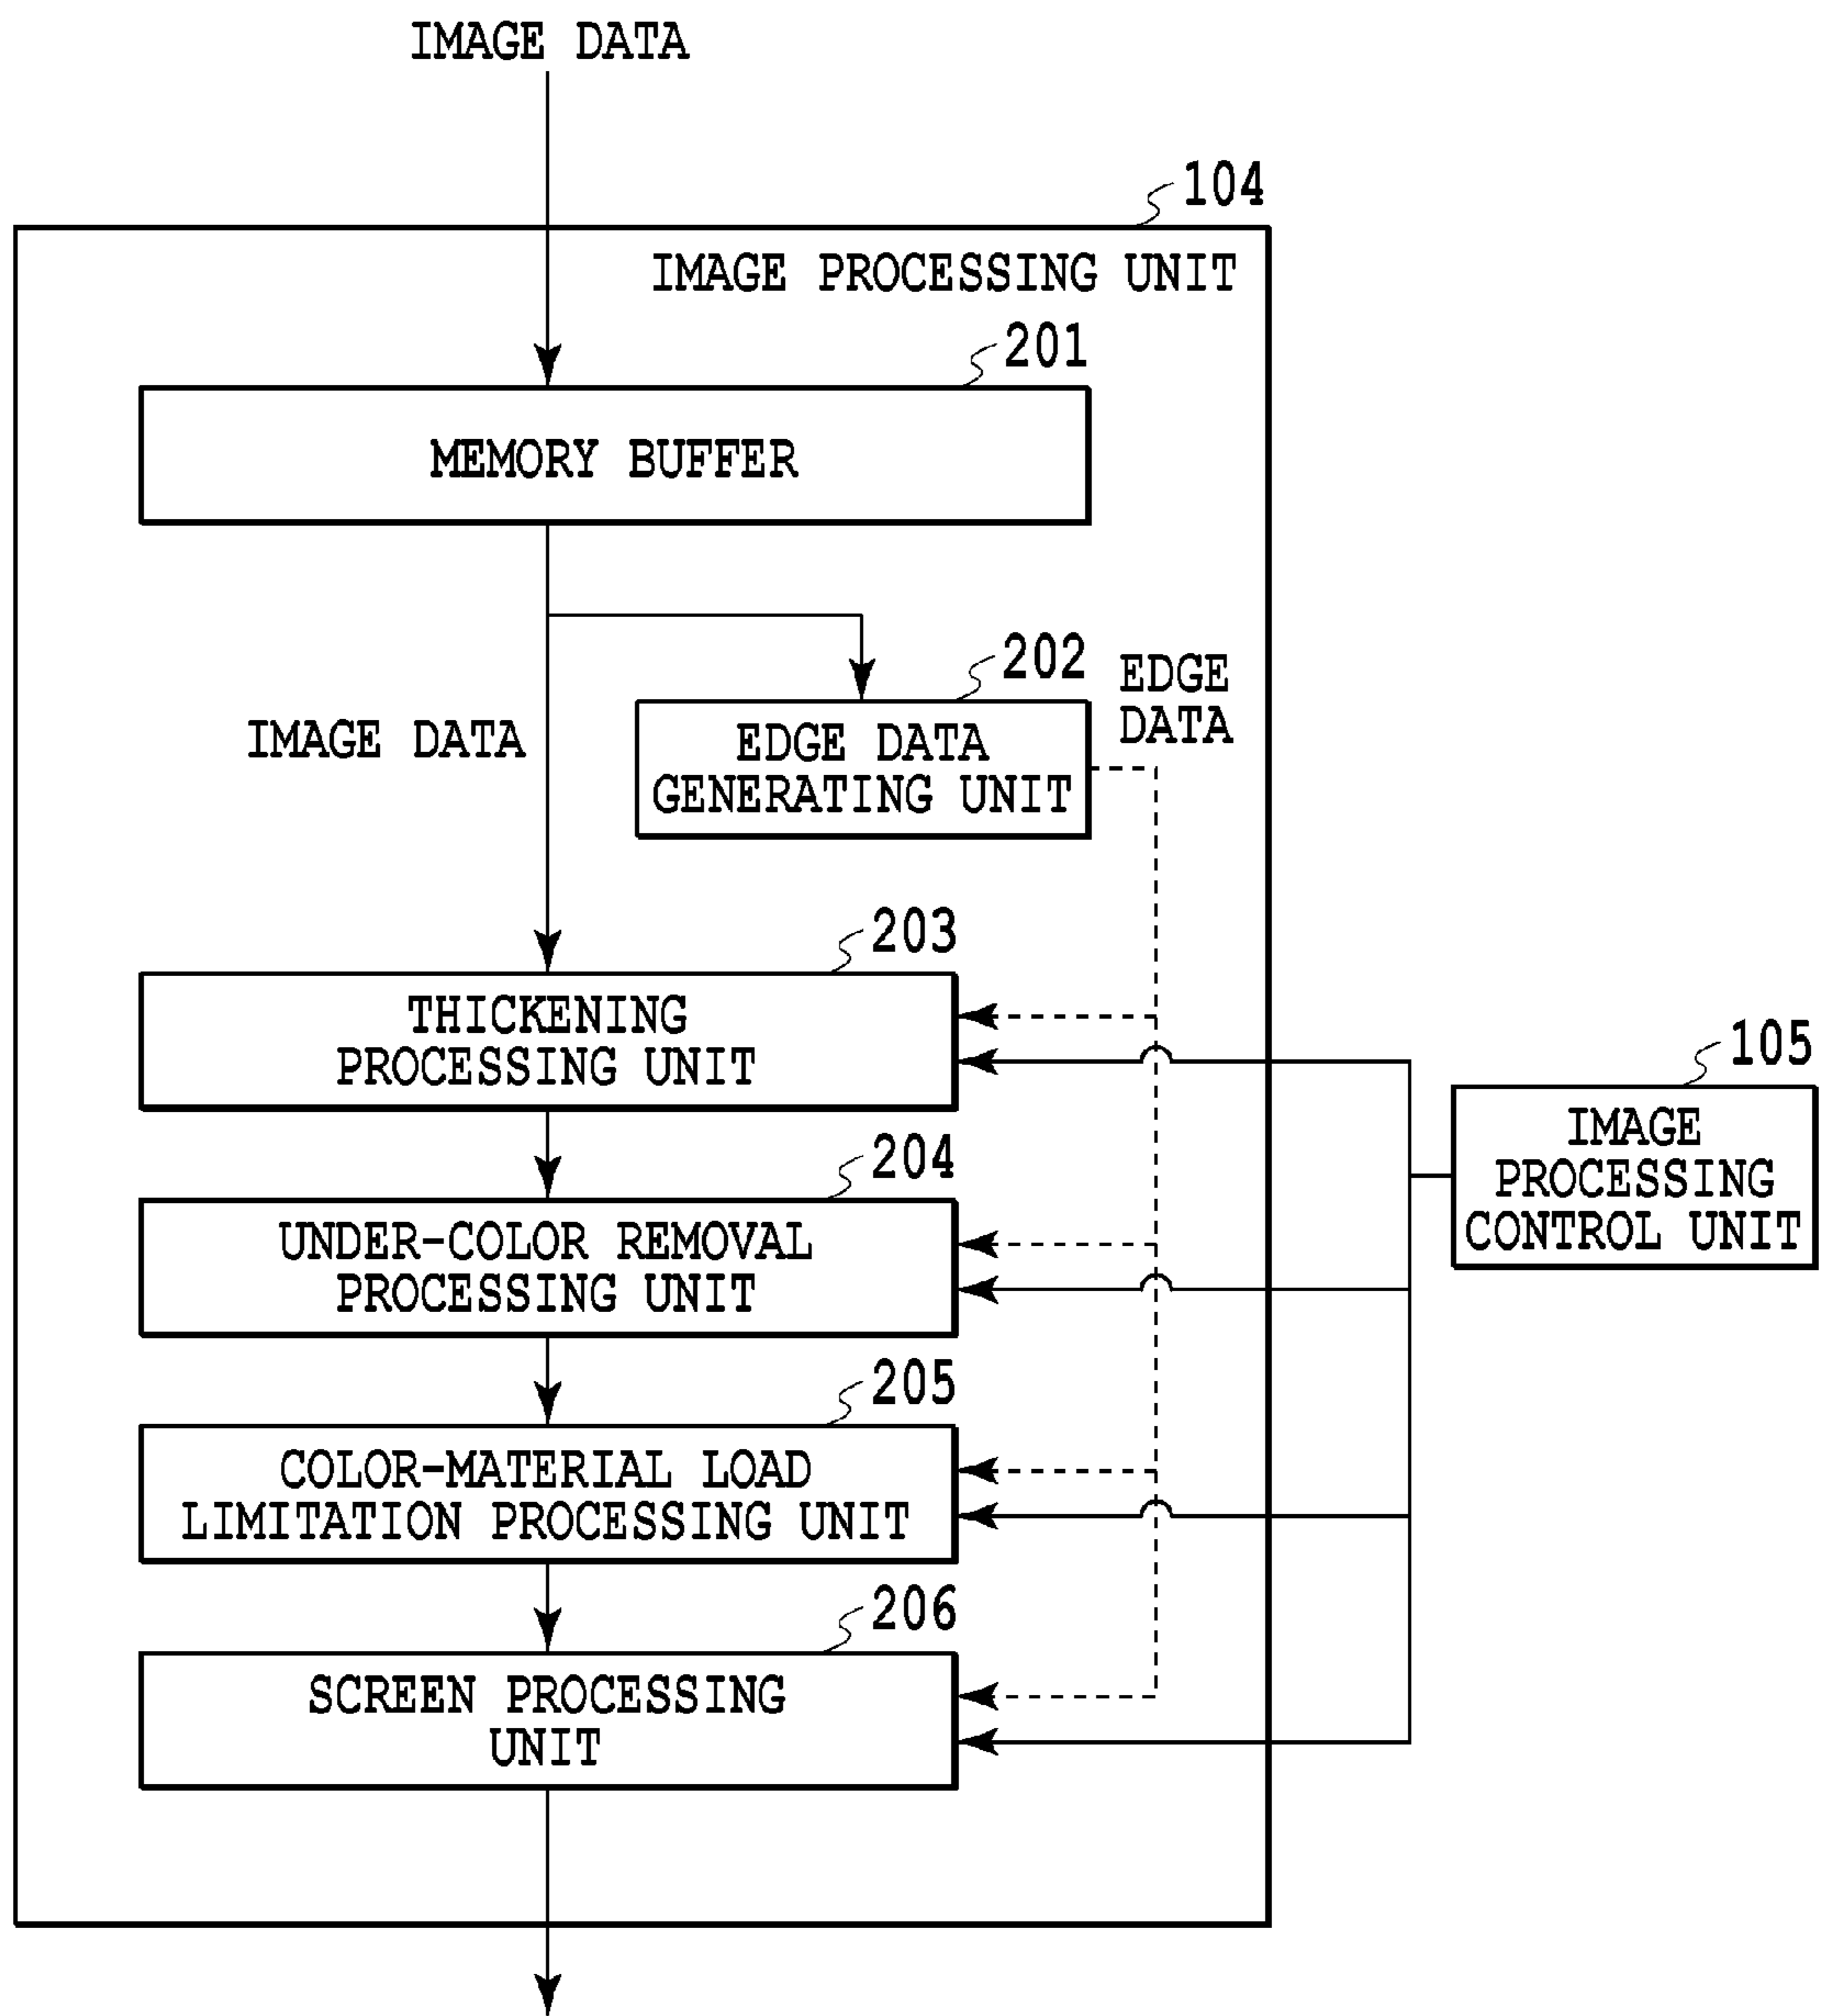 IMAGE DATA
104
IMAGE PROCESSING UNIT
201
MEMORY BUFFER
202
EDGE
DATA
IMAGE DATA
EDGE DATA
GENERATING UNIT
203
THICKENING
PROCESSING UNIT
105
IMAGE
PROCESSING
CONTROL UNIT
204
UNDER-COLOR REMOVAL
PROCESSING UNIT
205
COLOR-MATERIAL LOAD
LIMITATION PROCESSING UNIT
206
SCREEN PROCESSING
UNIT